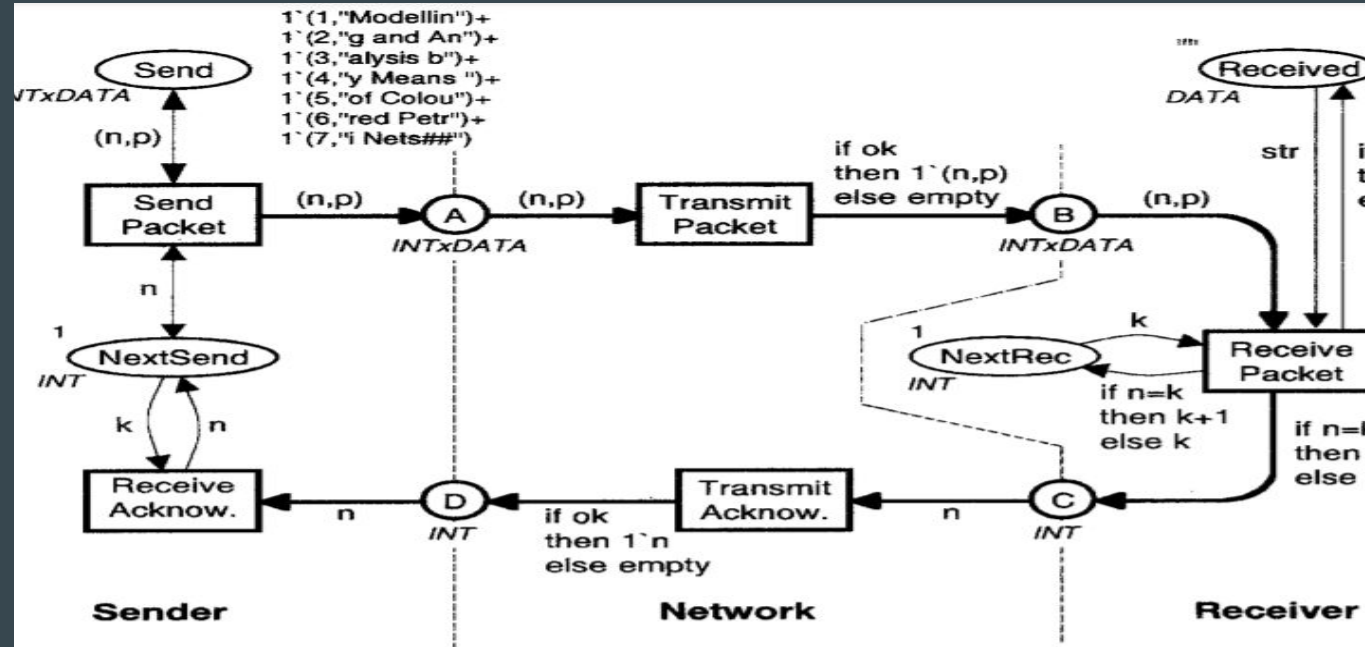 1`(1,"Modellin")+
1`(2,"g and An")+
1`(3,"alysis b")+
1`(4,"y Means ")+
1`(5,"of Colou")+
1`(6,"red Petr")+
1`(7,"i Nets##")
Send
NTxDATA
(n,p)
Send
Packet
(n,p)
A
INTxDATA
(n,p)
Transmit
Packet
if ok
then 1`(n,p)
else empty
B
INTxDATA
(n,p)
""
Received
DATA
str
n
1
NextSend
INT
k
n
Receive
Acknow.
n
D
INT
if ok
then 1`n
else empty
Transmit
Acknow.
n
C
INT
1
NextRec
INT
k
if n=k
then k+1
else k
Receive
Packet
if n=
then
else
Sender
Network
Receiver